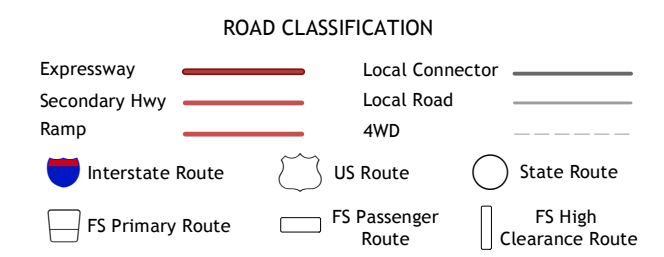 ROAD CLASSIFICATION
Expressway
Local Connector
Secondary Hwy
Local Road
Ramp
4WD
Interstate Route
US Route
State Route
FS Primary Route
FS Passenger
Route
FS High
Clearance Route